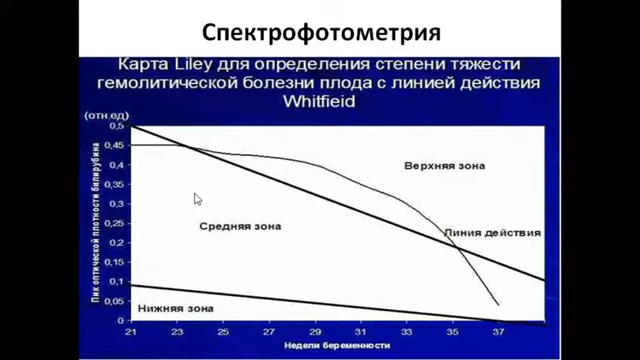 Спектрофотометрия
Карта Liley для определения степени тяжести
гемолитической болезни плода с линией действия
Whitfieid
(отн.ед)
Пик оптической плотности билирубина
0,5
0,45
0,4
0,35
0,3
0,25
0,2
0,15
0,1
0,05
0
Верхняя зона
Средняя зона
Линия действия
Нижняя зона
21 23 25 27 29 31 33 35 37
Недели беременности